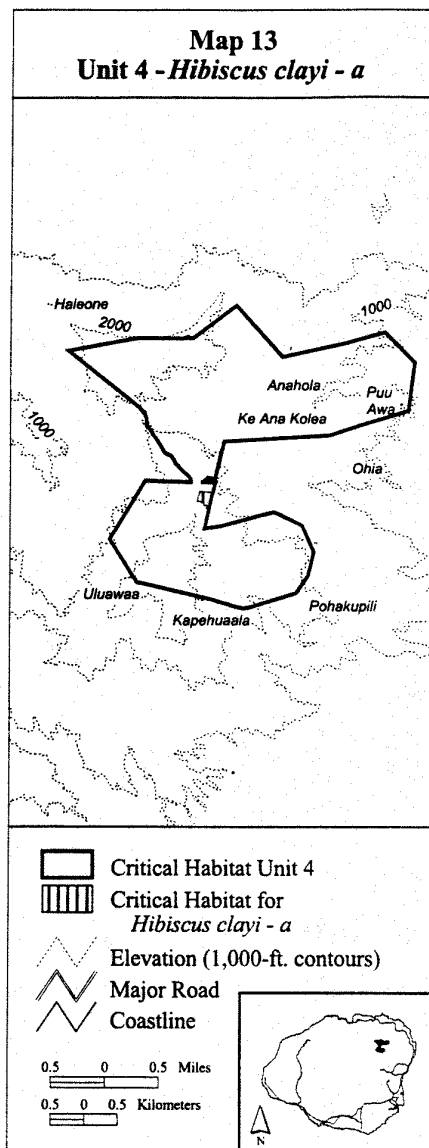 Map 13
Unit 4 - Hibiscus clayi - a
Haleone
2000
1000
Anahola
Puu
Awa
Ke Ana Kolea
1000
Ohia
Uluawaa
Kapehuaala
Pohakupili
Critical Habitat Unit 4
Critical Habitat for
Hibiscus clayi - a
Elevation (1,000-ft. contours)
Major Road
Coastline
0.5 0 0.5 Miles
0.5 0 0.5 Kilometers
N